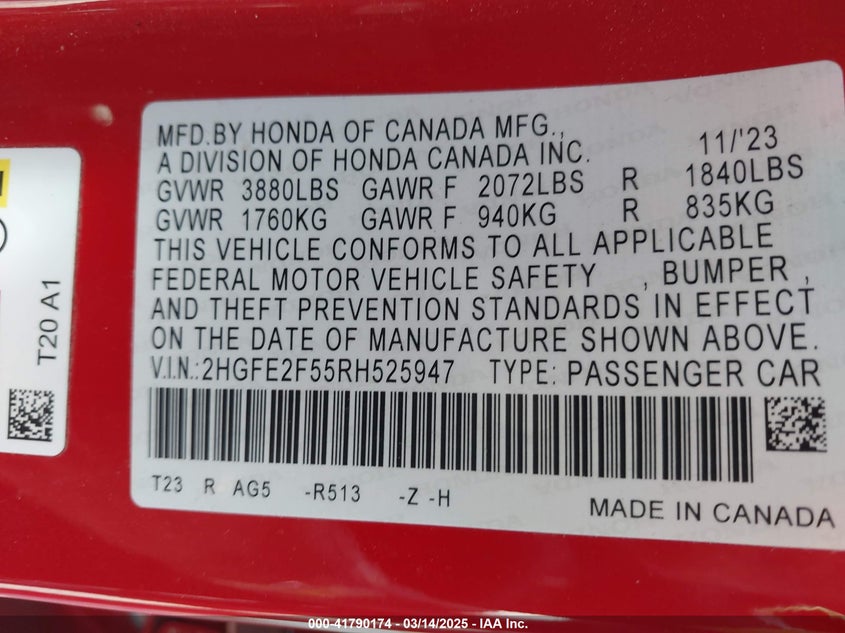 MFD.BY HONDA OF CANADA MFG.,
A DIVISION OF HONDA CANADA INC. 11/'23
GVWR 3880LBS GAWR F 2072LBS R 1840LBS
GVWR 1760KG GAWR F 940KG R 835KG
THIS VEHICLE CONFORMS TO ALL APPLICABLE
FEDERAL MOTOR VEHICLE SAFETY , BUMPER ,
AND THEFT PREVENTION STANDARDS IN EFFECT
ON THE DATE OF MANUFACTURE SHOWN ABOVE.
V.I.N.:2HGFE2F55RH525947 TYPE: PASSENGER CAR
T23 R AG5 -R513 -Z -H
MADE IN CANADA
T20 A1
000-41790174 - 03/14/2025 - IAA Inc.